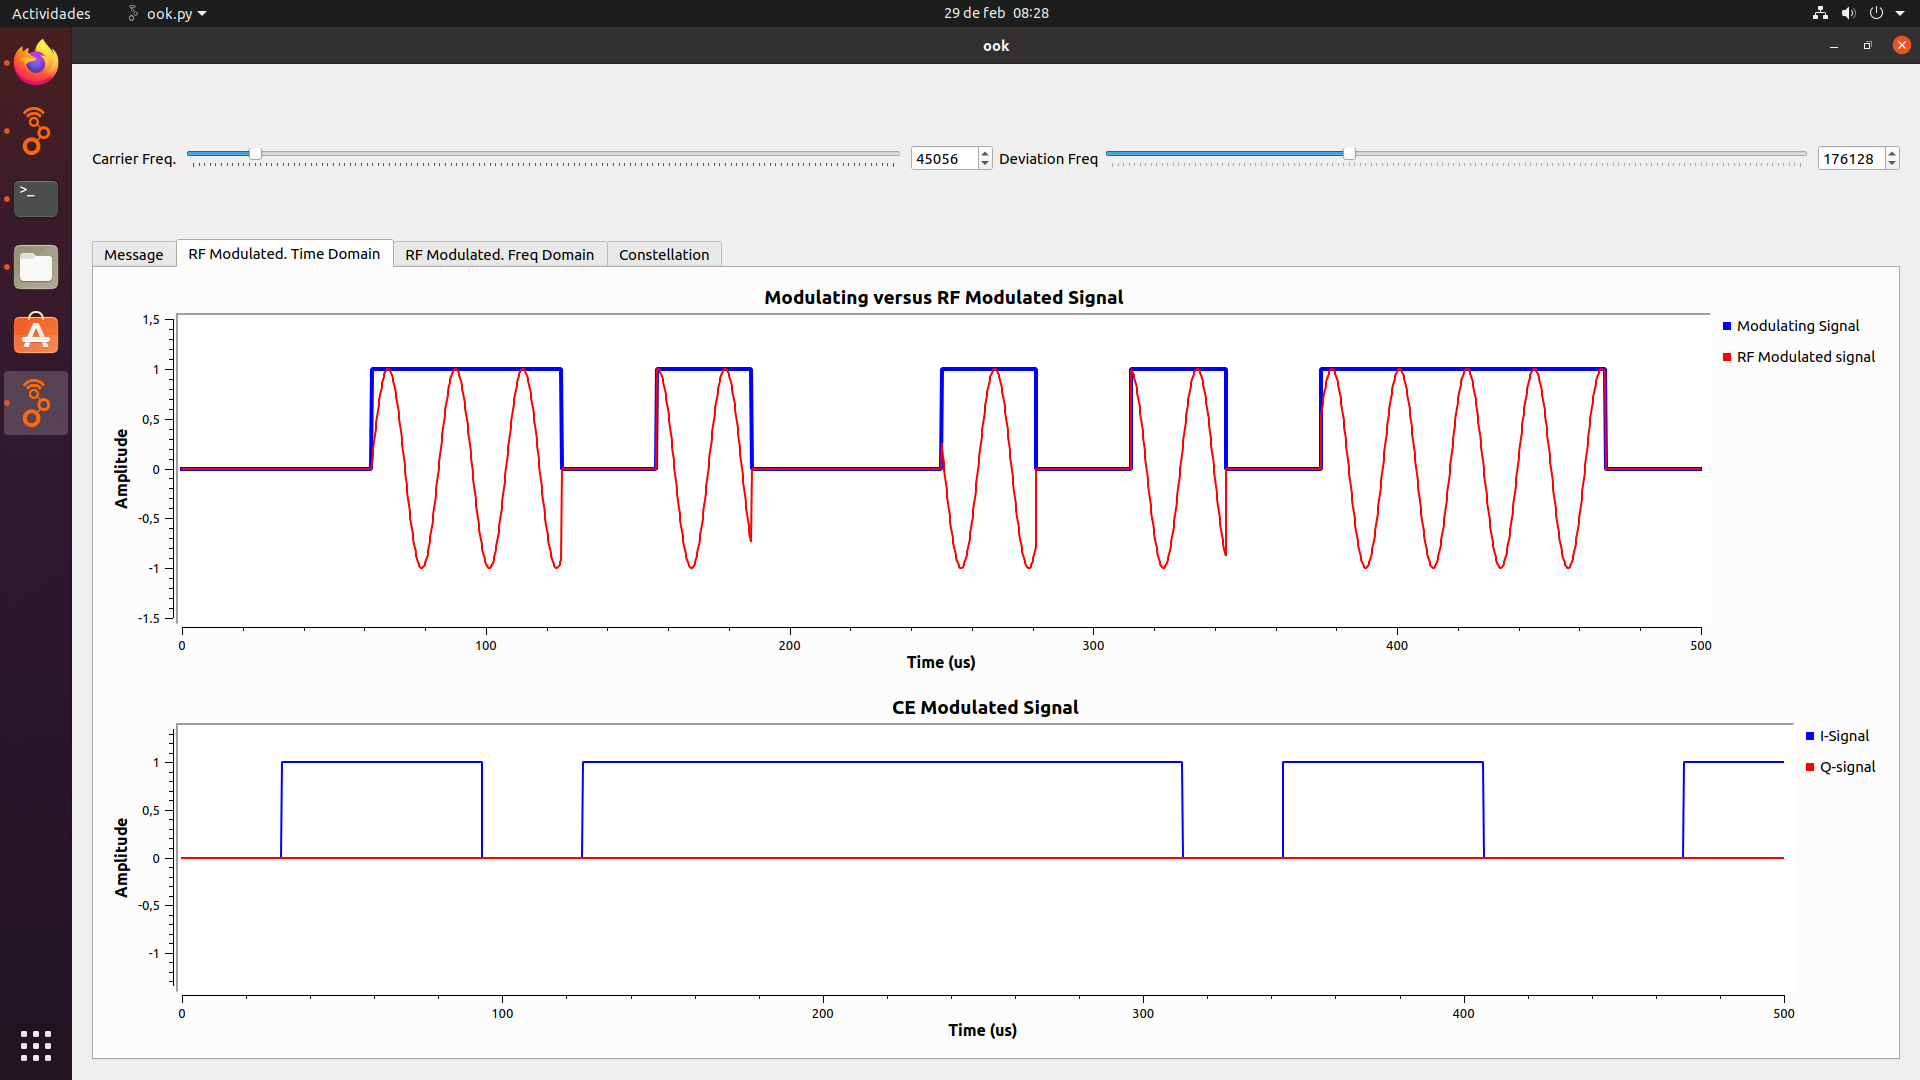 Actividades ook.py 29 de feb 08:28
ook
Carrier Freq. 45056 Deviation Freq 176128
Message RF Modulated. Time Domain RF Modulated. Freq Domain Constellation
Modulating versus RF Modulated Signal
1,5
1
0,5
0
-0,5
-1
-1.5
Amplitude
0 100 200 300 400 500
Time (us)
Modulating Signal
RF Modulated signal
CE Modulated Signal
1
0,5
0
-0,5
-1
Amplitude
0 100 200 300 400 500
Time (us)
I-Signal
Q-signal